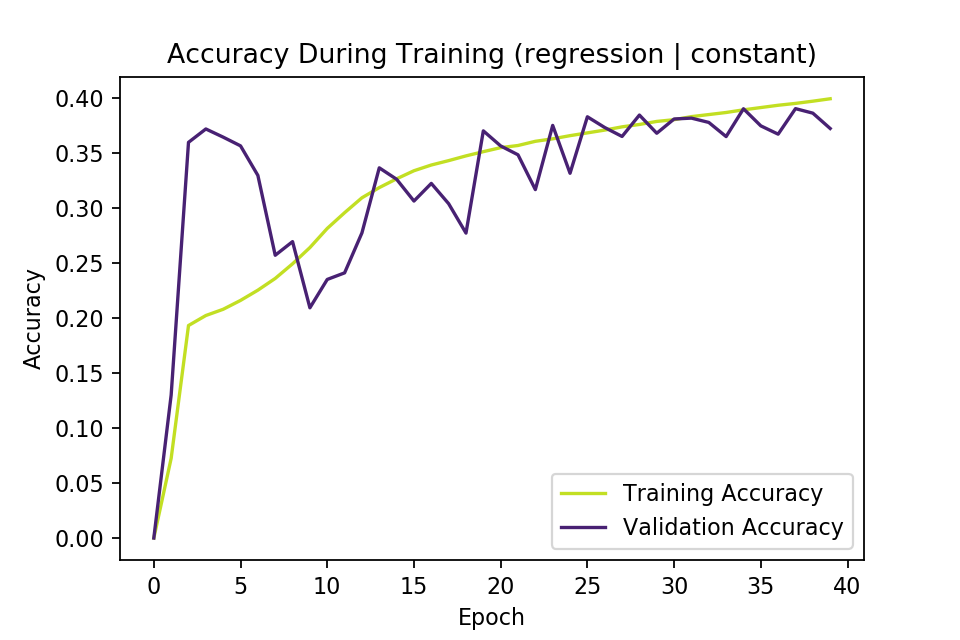 Accuracy During Training (regression | constant)
Accuracy
0.40
0.35
0.30
0.25
0.20
0.15
0.10
0.05
0.00
Training Accuracy
Validation Accuracy
0 5 10 15 20 25 30 35 40
Epoch